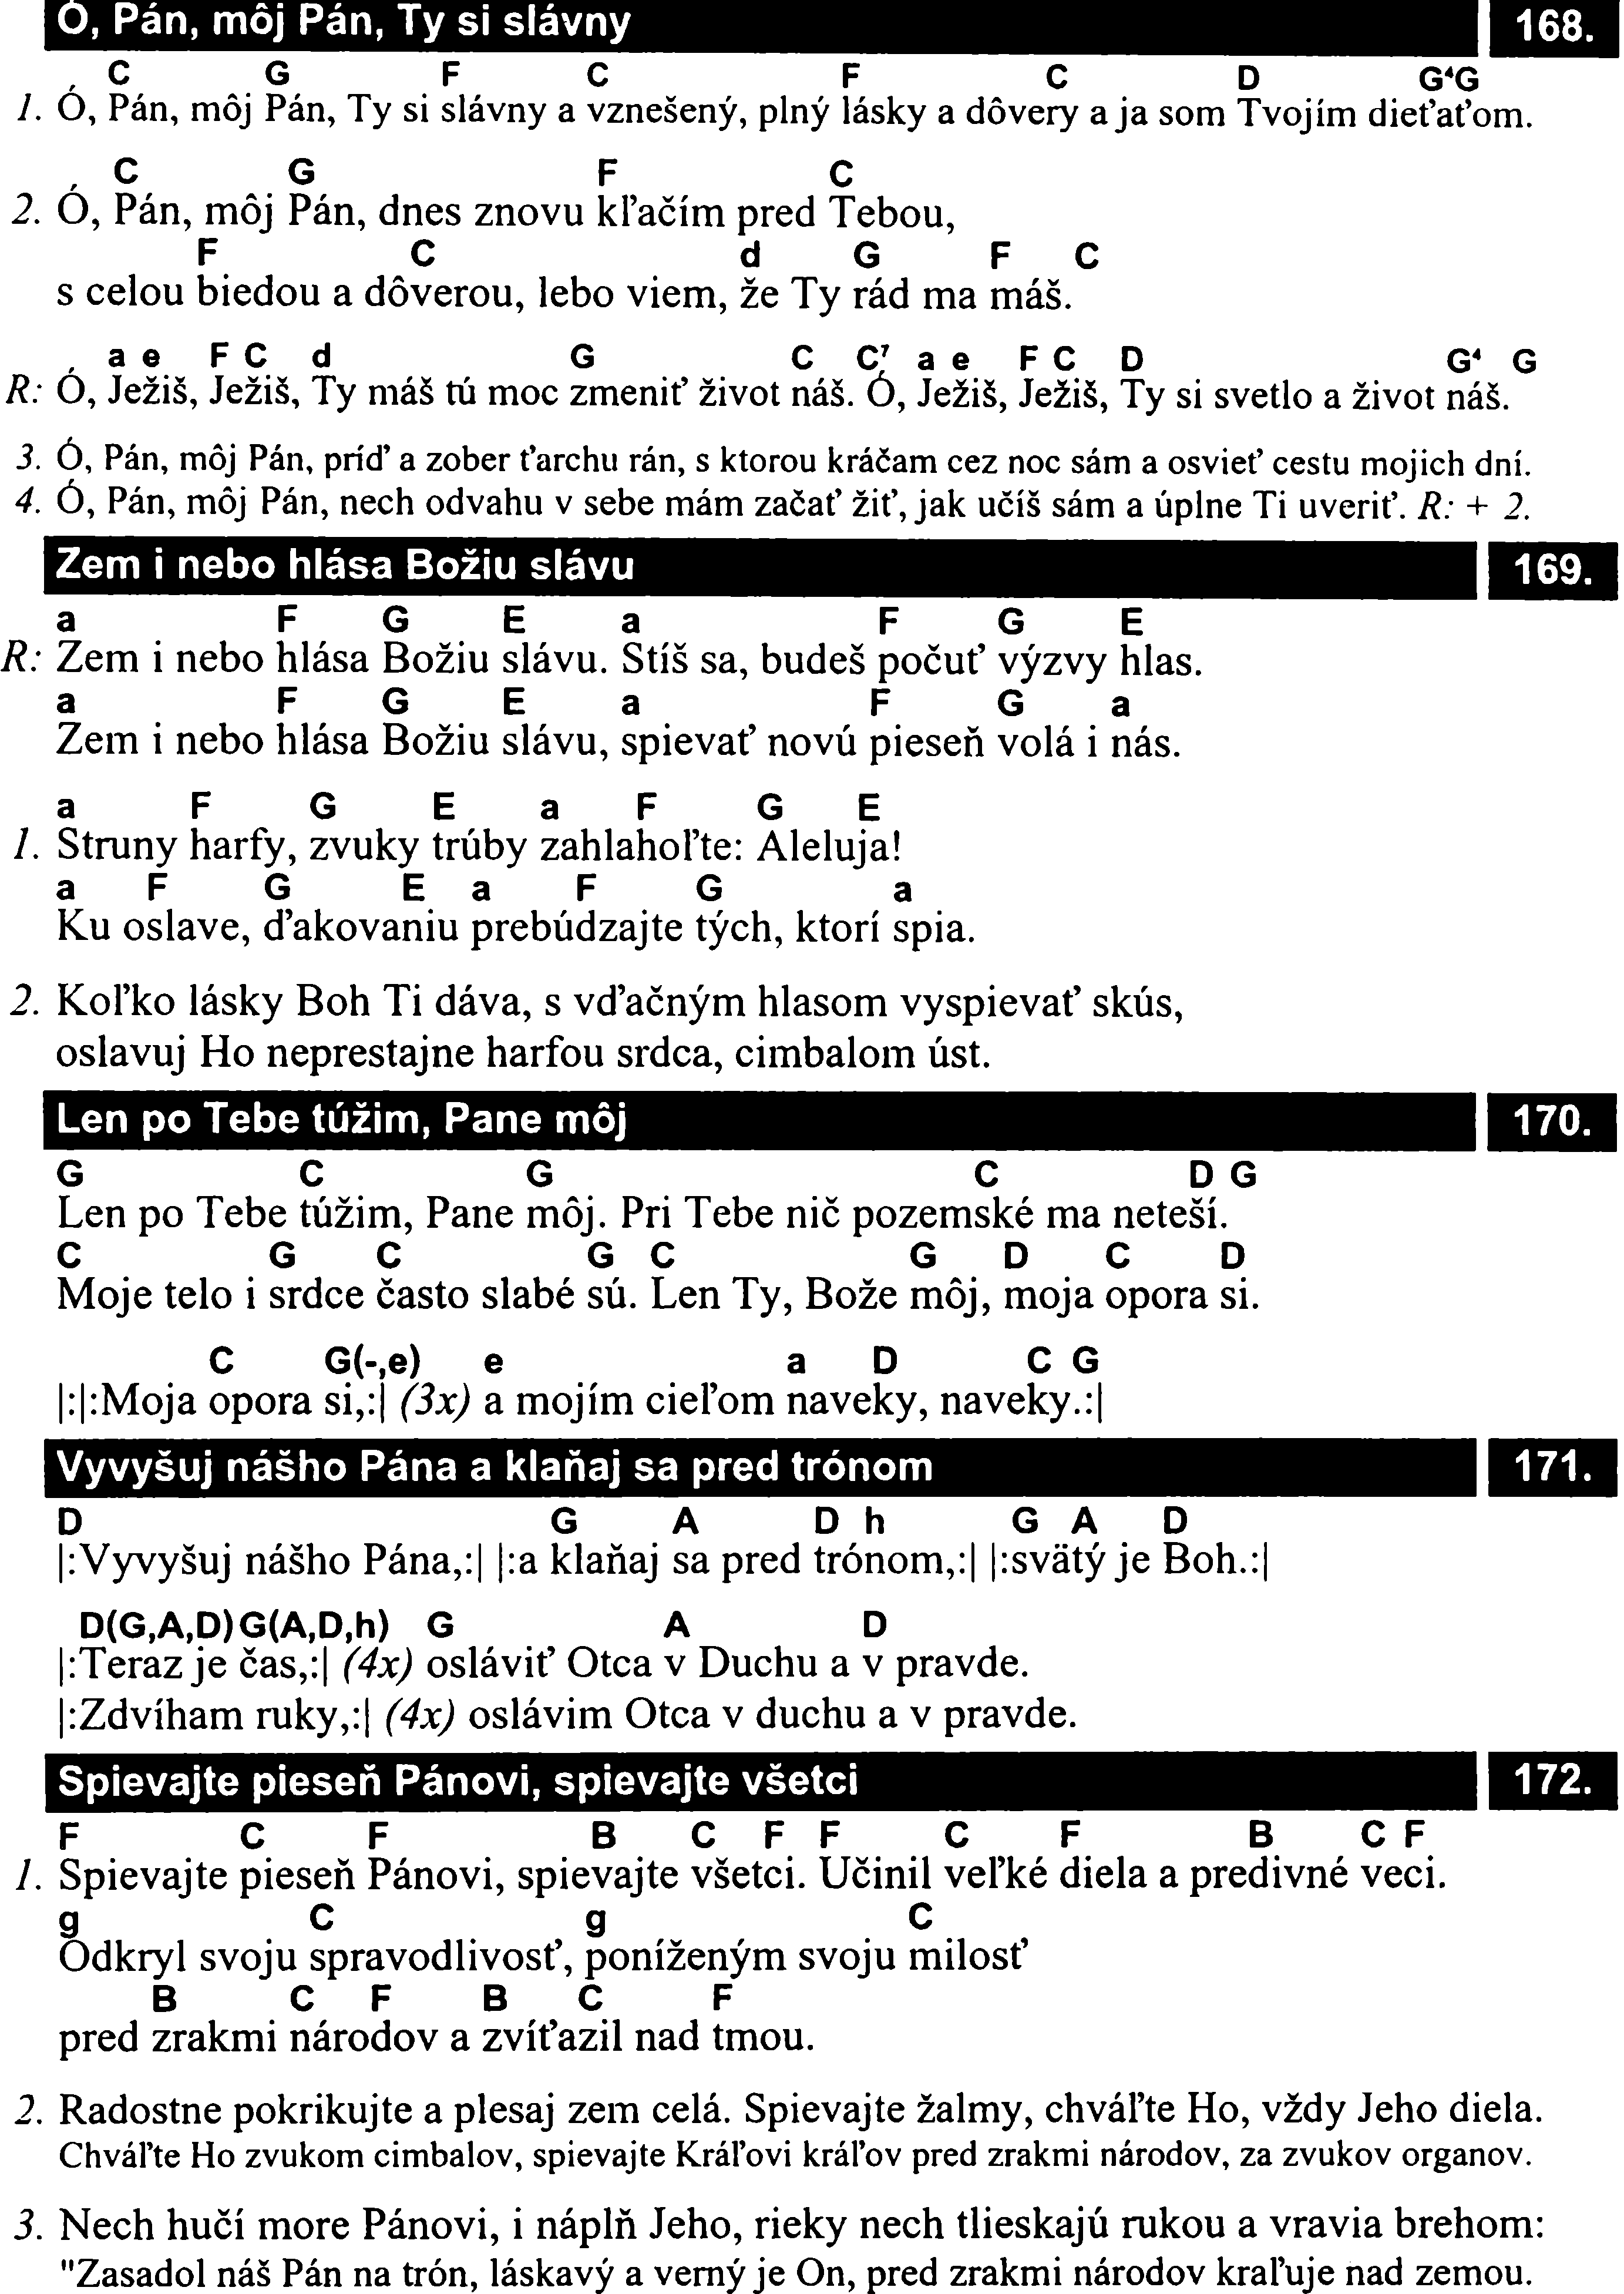 Ó, Pán, môj Pán, Ty si slávny 168.
C G F C F C D G⁴G
1. Ó, Pán, môj Pán, Ty si slávny a vznešený, plný lásky a dôvery a ja som Tvojím dieťaťom.
C G F C
2. Ó, Pán, môj Pán, dnes znovu kľačím pred Tebou,
F C d G F C
s celou biedou a dôverou, lebo viem, že Ty rád ma máš.
a e F C d G C C⁷ a e F C D G⁴ G
R: Ó, Ježiš, Ježiš, Ty máš tú moc zmeniť život náš. Ó, Ježiš, Ježiš, Ty si svetlo a život náš.
3. Ó, Pán, môj Pán, príď a zober ťarchu rán, s ktorou kráčam cez noc sám a osvieť cestu mojich dní.
4. Ó, Pán, môj Pán, nech odvahu v sebe mám začať žiť, jak učíš sám a úplne Ti uveriť. R: + 2.
Zem i nebo hlása Božiu slávu 169.
a F G E a F G E
R: Zem i nebo hlása Božiu slávu. Stíš sa, budeš počuť výzvy hlas.
a F G E a F G a
Zem i nebo hlása Božiu slávu, spievať novú pieseň volá i nás.
a F G E a F G E
1. Struny harfy, zvuky trúby zahlahoľte: Aleluja!
a F G E a F G a
Ku oslave, ďakovaniu prebúdzajte tých, ktorí spia.
2. Koľko lásky Boh Ti dáva, s vďačným hlasom vyspievať skús,
oslavuj Ho neprestajne harfou srdca, cimbalom úst.
Len po Tebe túžim, Pane môj 170.
G C G C D G
Len po Tebe túžim, Pane môj. Pri Tebe nič pozemské ma neteší.
C G C G C G D C D
Moje telo i srdce často slabé sú. Len Ty, Bože môj, moja opora si.
C G(-,e) e a D C G
|:|:Moja opora si,:| (3x) a mojím cieľom naveky, naveky.:|
Vyvyšuj nášho Pána a klaňaj sa pred trónom 171.
D G A D h G A D
|:Vyvyšuj nášho Pána,:| |:a klaňaj sa pred trónom,:| |:svätý je Boh.:|
D(G,A,D) G(A,D,h) G A D
|:Teraz je čas,:| (4x) osláviť Otca v Duchu a v pravde.
|:Zdvíham ruky,:| (4x) oslávim Otca v duchu a v pravde.
Spievajte pieseň Pánovi, spievajte všetci 172.
F C F B C F F C F B C F
1. Spievajte pieseň Pánovi, spievajte všetci. Učinil veľké diela a predivné veci.
g C g C
Odkryl svoju spravodlivosť, poníženým svoju milosť
B C F B C F
pred zrakmi národov a zvíťazil nad tmou.
2. Radostne pokrikujte a plesaj zem celá. Spievajte žalmy, chváľte Ho, vždy Jeho diela.
Chváľte Ho zvukom cimbalov, spievajte Kráľovi kráľov pred zrakmi národov, za zvukov organov.
3. Nech hučí more Pánovi, i náplň Jeho, rieky nech tlieskajú rukou a vravia brehom:
"Zasadol náš Pán na trón, láskavý a verný je On, pred zrakmi národov kraľuje nad zemou.